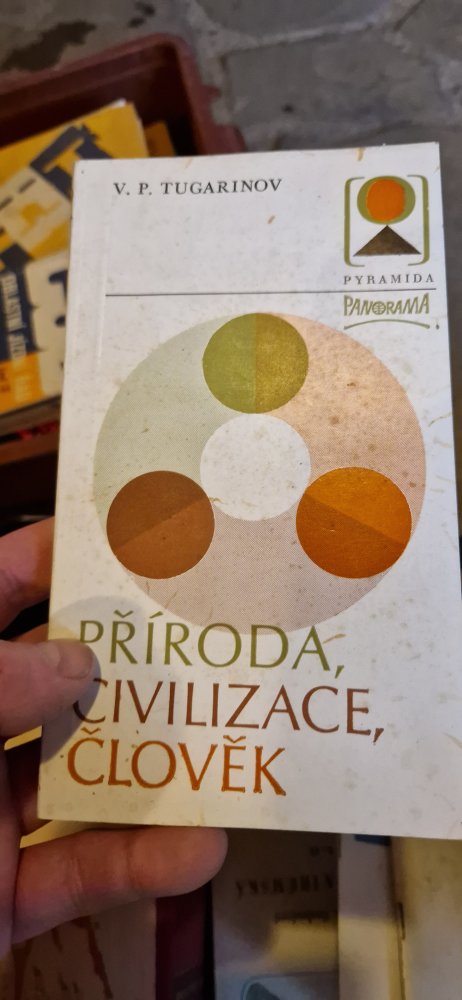 V. P. TUGARINOV
PYRAMIDA
PANORAMA
PŘÍRODA,
CIVILIZACE,
ČLOVĚK